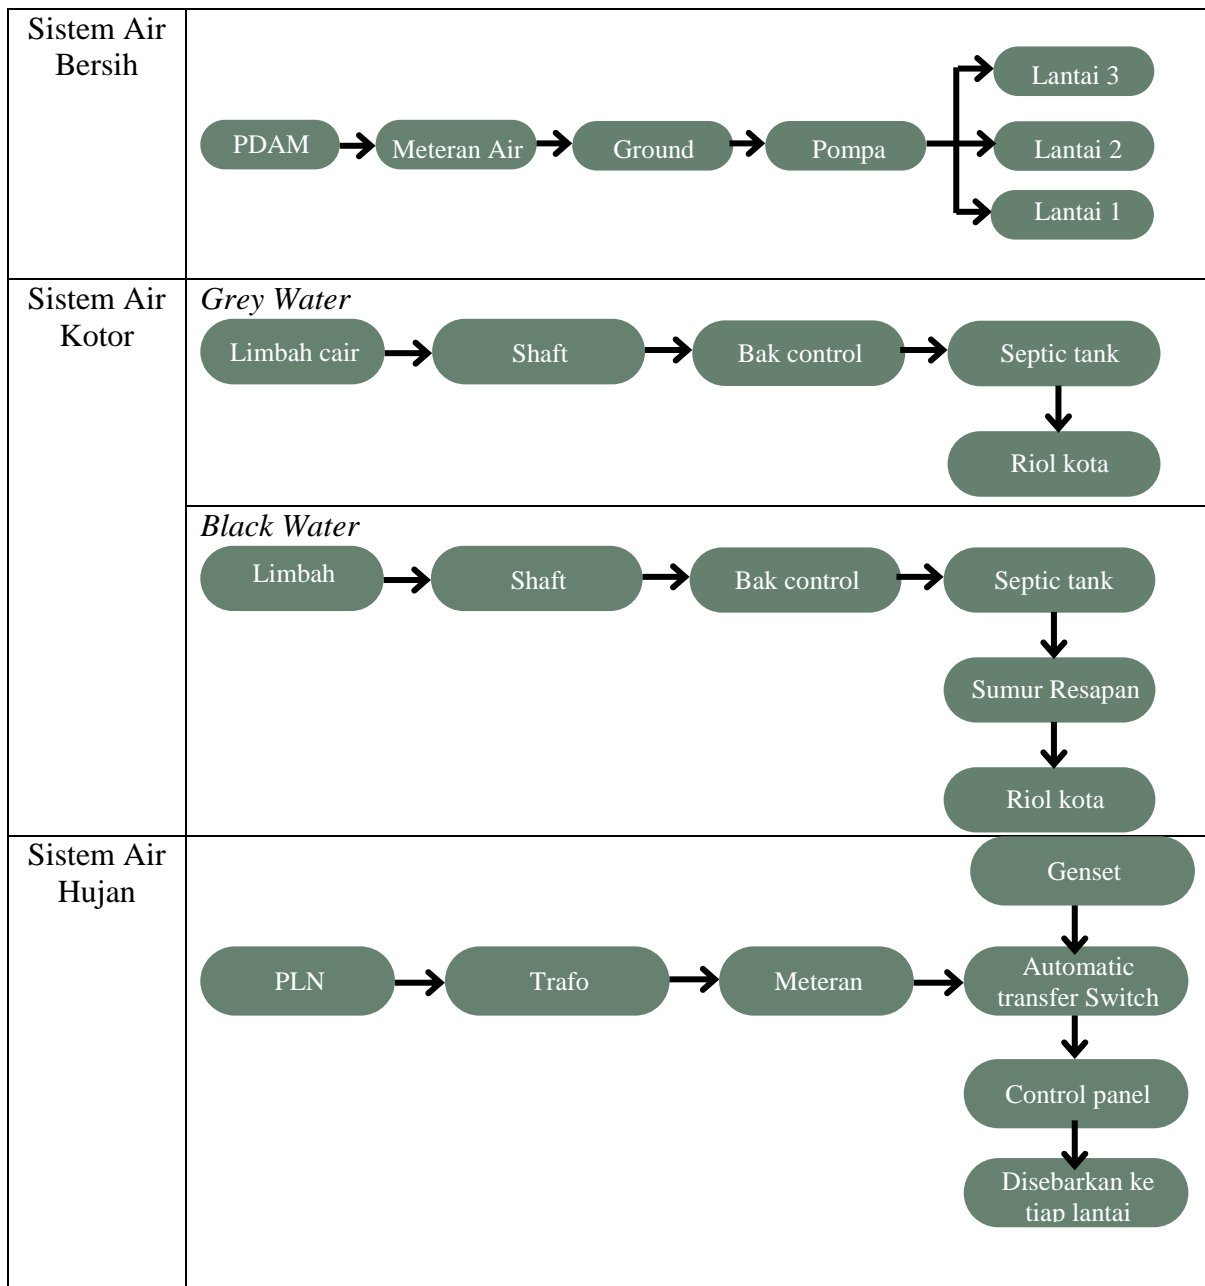 Sistem Air
Bersih
PDAM
Meteran Air
Ground
Pompa
Lantai 3
Lantai 2
Lantai 1
Sistem Air
Kotor
Grey Water
Limbah cair
Shaft
Bak control
Septic tank
Riol kota
Black Water
Limbah
Shaft
Bak control
Septic tank
Sumur Resapan
Riol kota
Sistem Air
Hujan
Genset
PLN
Trafo
Meteran
Automatic
transfer Switch
Control panel
Disebarkan ke
tiap lantai